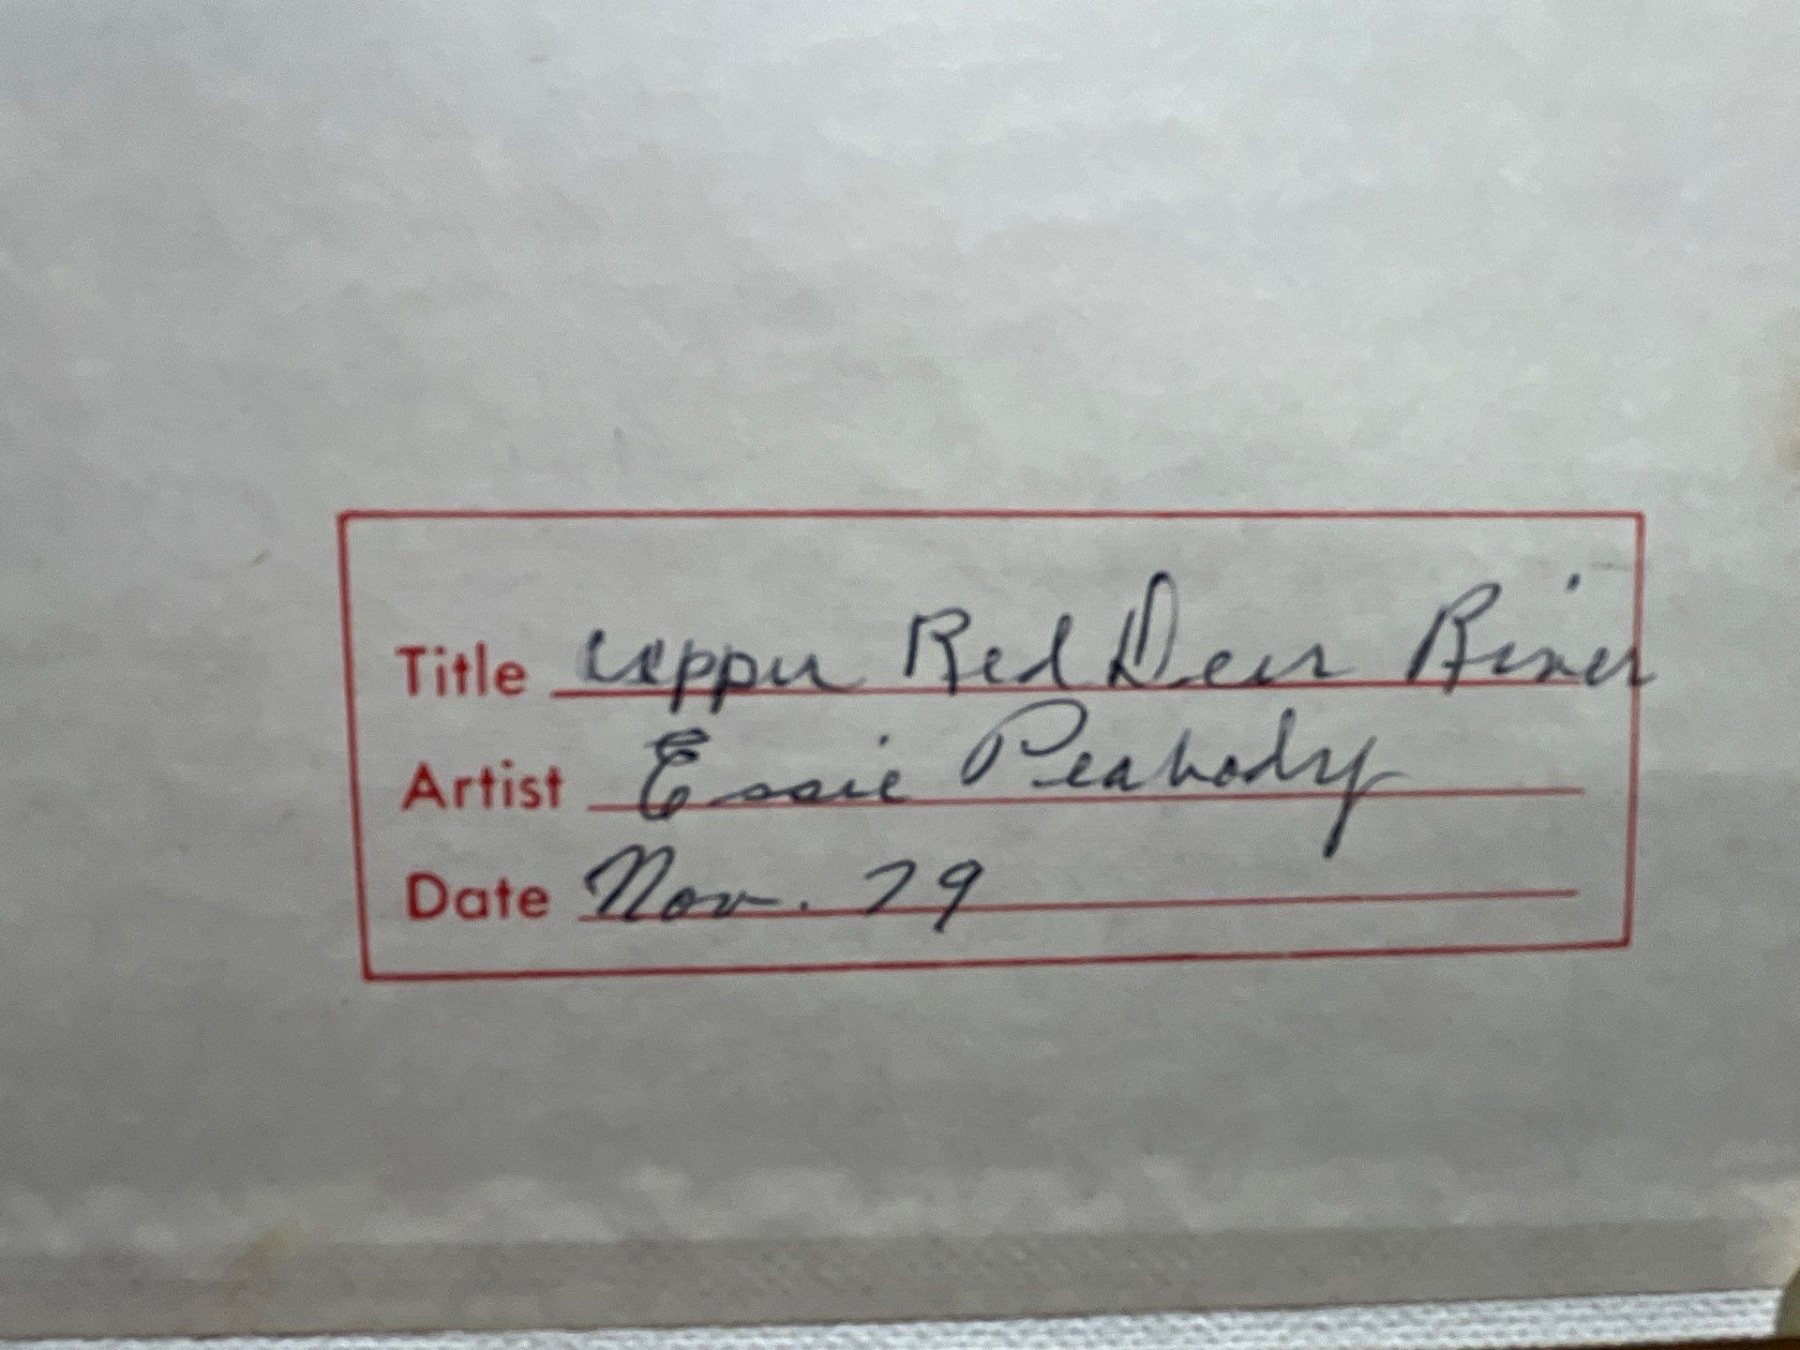 Title Upper Red Deer River
Artist Essie Peabody
Date Nov. 79